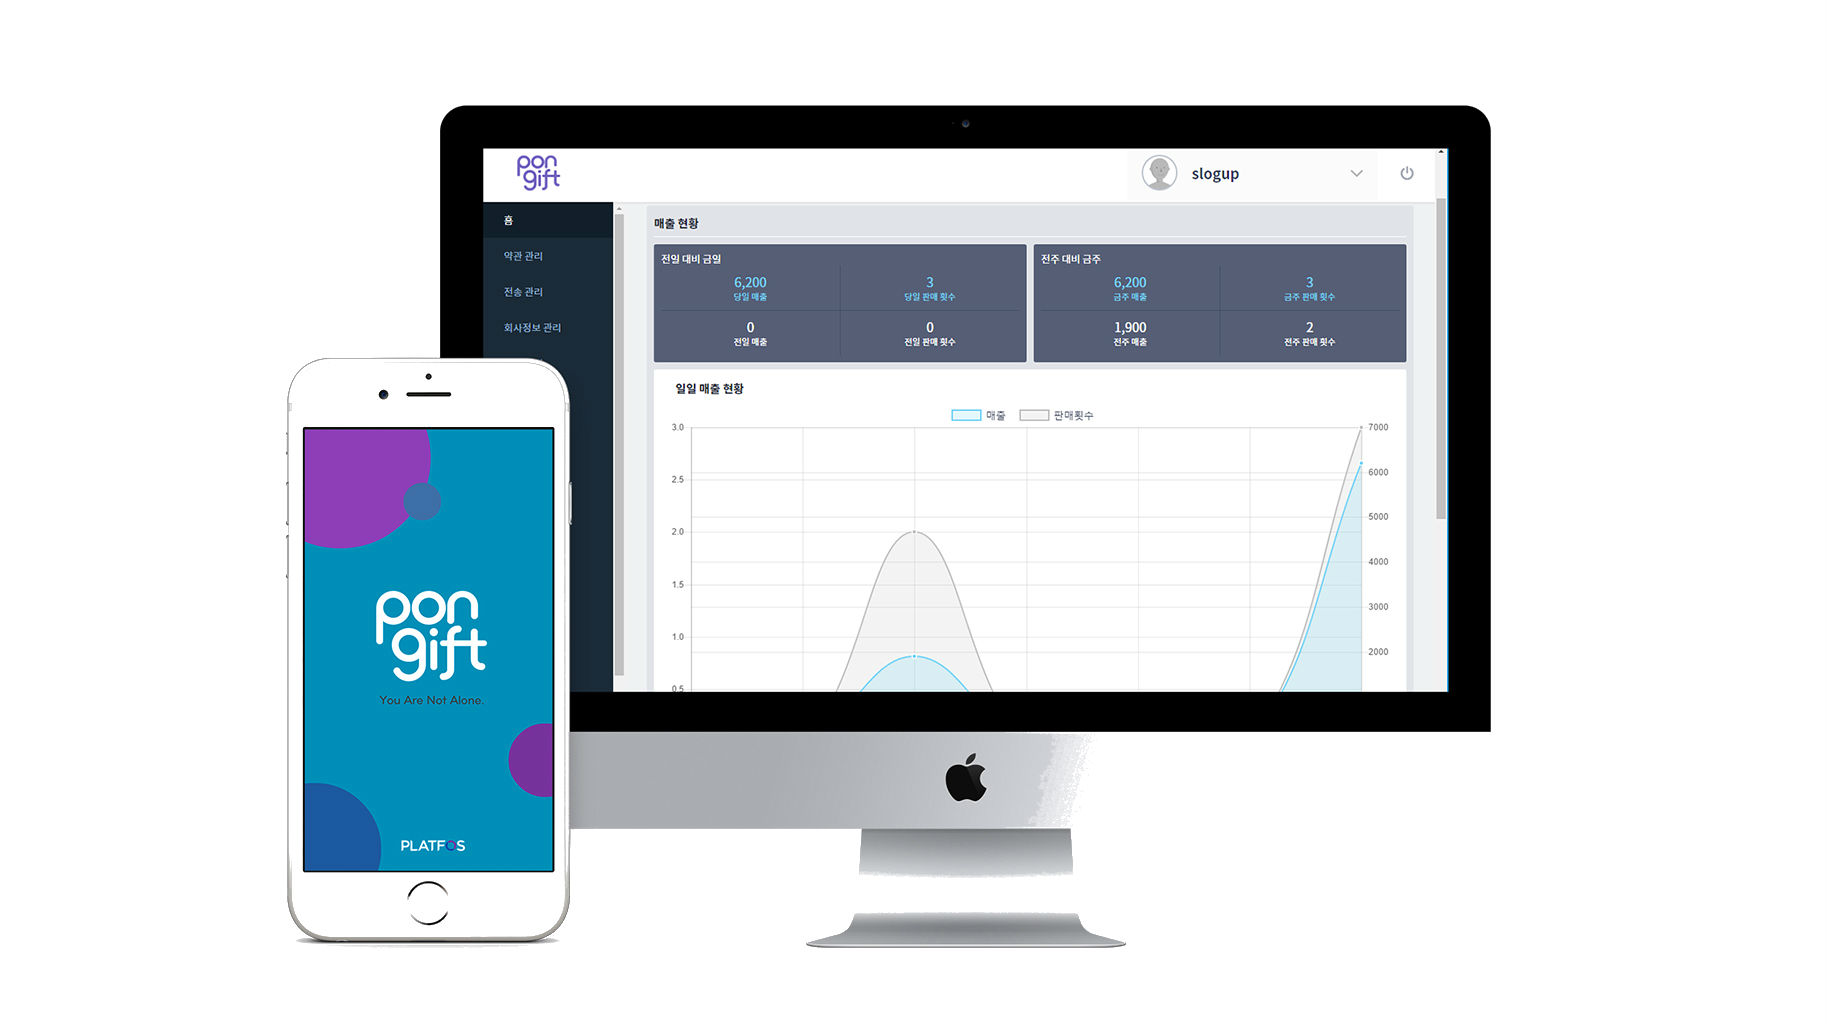 pon
gift
slogup
홈
약관 관리
전송 관리
회사정보 관리
매출 현황
전일 대비 금일
6,200
당일 매출
3
당일 판매 횟수
0
전일 매출
0
전일 판매 횟수
전주 대비 금주
6,200
금주 매출
3
금주 판매 횟수
1,900
전주 매출
2
전주 판매 횟수
일일 매출 현황
매출
판매횟수
3.0
2.5
2.0
1.5
1.0
0.5
7000
6000
5000
4000
3000
2000
pon
gift
You Are Not Alone.
PLATFOS